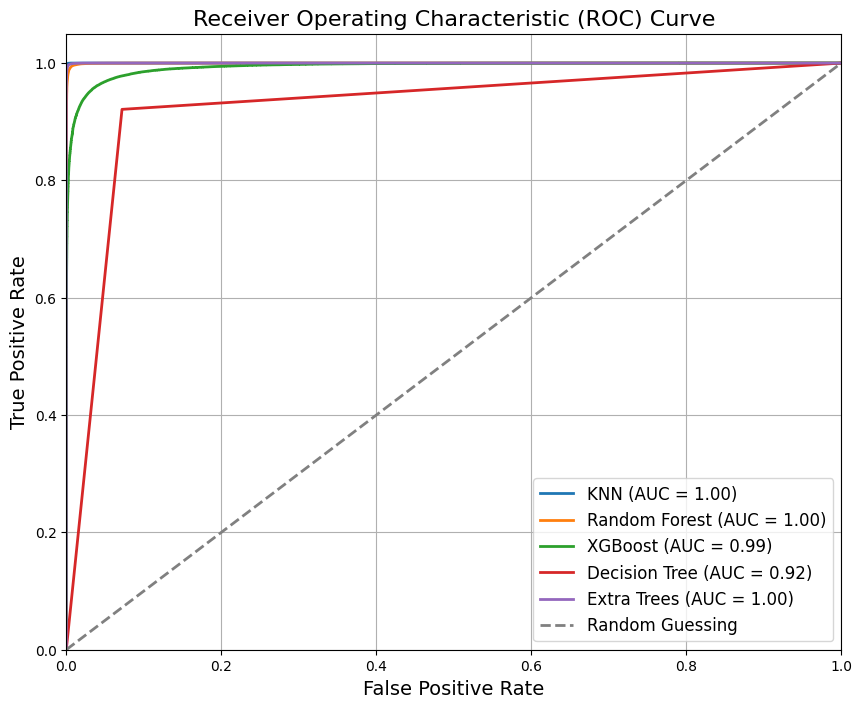 Receiver Operating Characteristic (ROC) Curve
1.0
0.8
0.6
0.4
0.2
0.0
True Positive Rate
KNN (AUC = 1.00)
Random Forest (AUC = 1.00)
XGBoost (AUC = 0.99)
Decision Tree (AUC = 0.92)
Extra Trees (AUC = 1.00)
Random Guessing
0.0 0.2 0.4 0.6 0.8 1.0
False Positive Rate